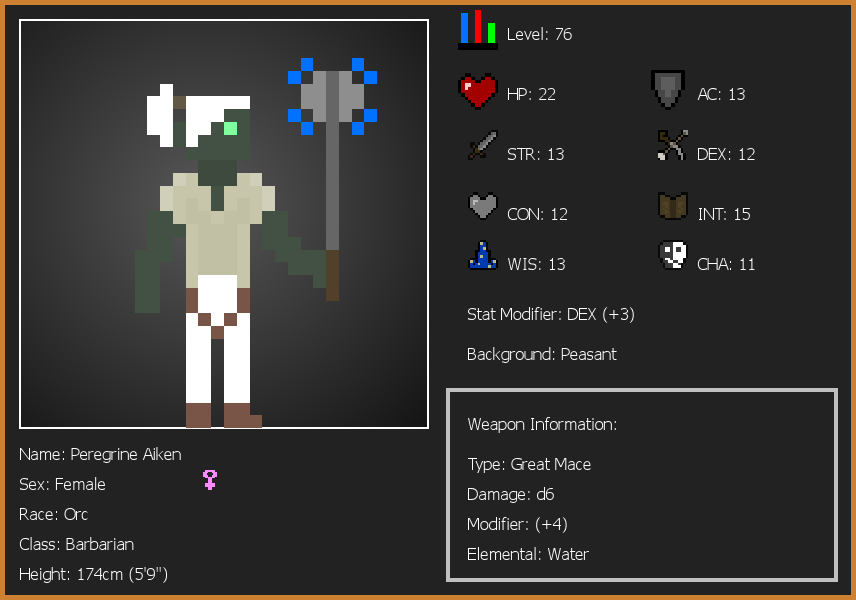 Level: 76
HP: 22
AC: 13
STR: 13
DEX: 12
CON: 12
INT: 15
WIS: 13
CHA: 11
Stat Modifier: DEX (+3)
Background: Peasant
Weapon Information:
Type: Great Mace
Damage: d6
Modifier: (+4)
Elemental: Water
Name: Peregrine Aiken
Sex: Female
Race: Orc
Class: Barbarian
Height: 174cm (5'9")